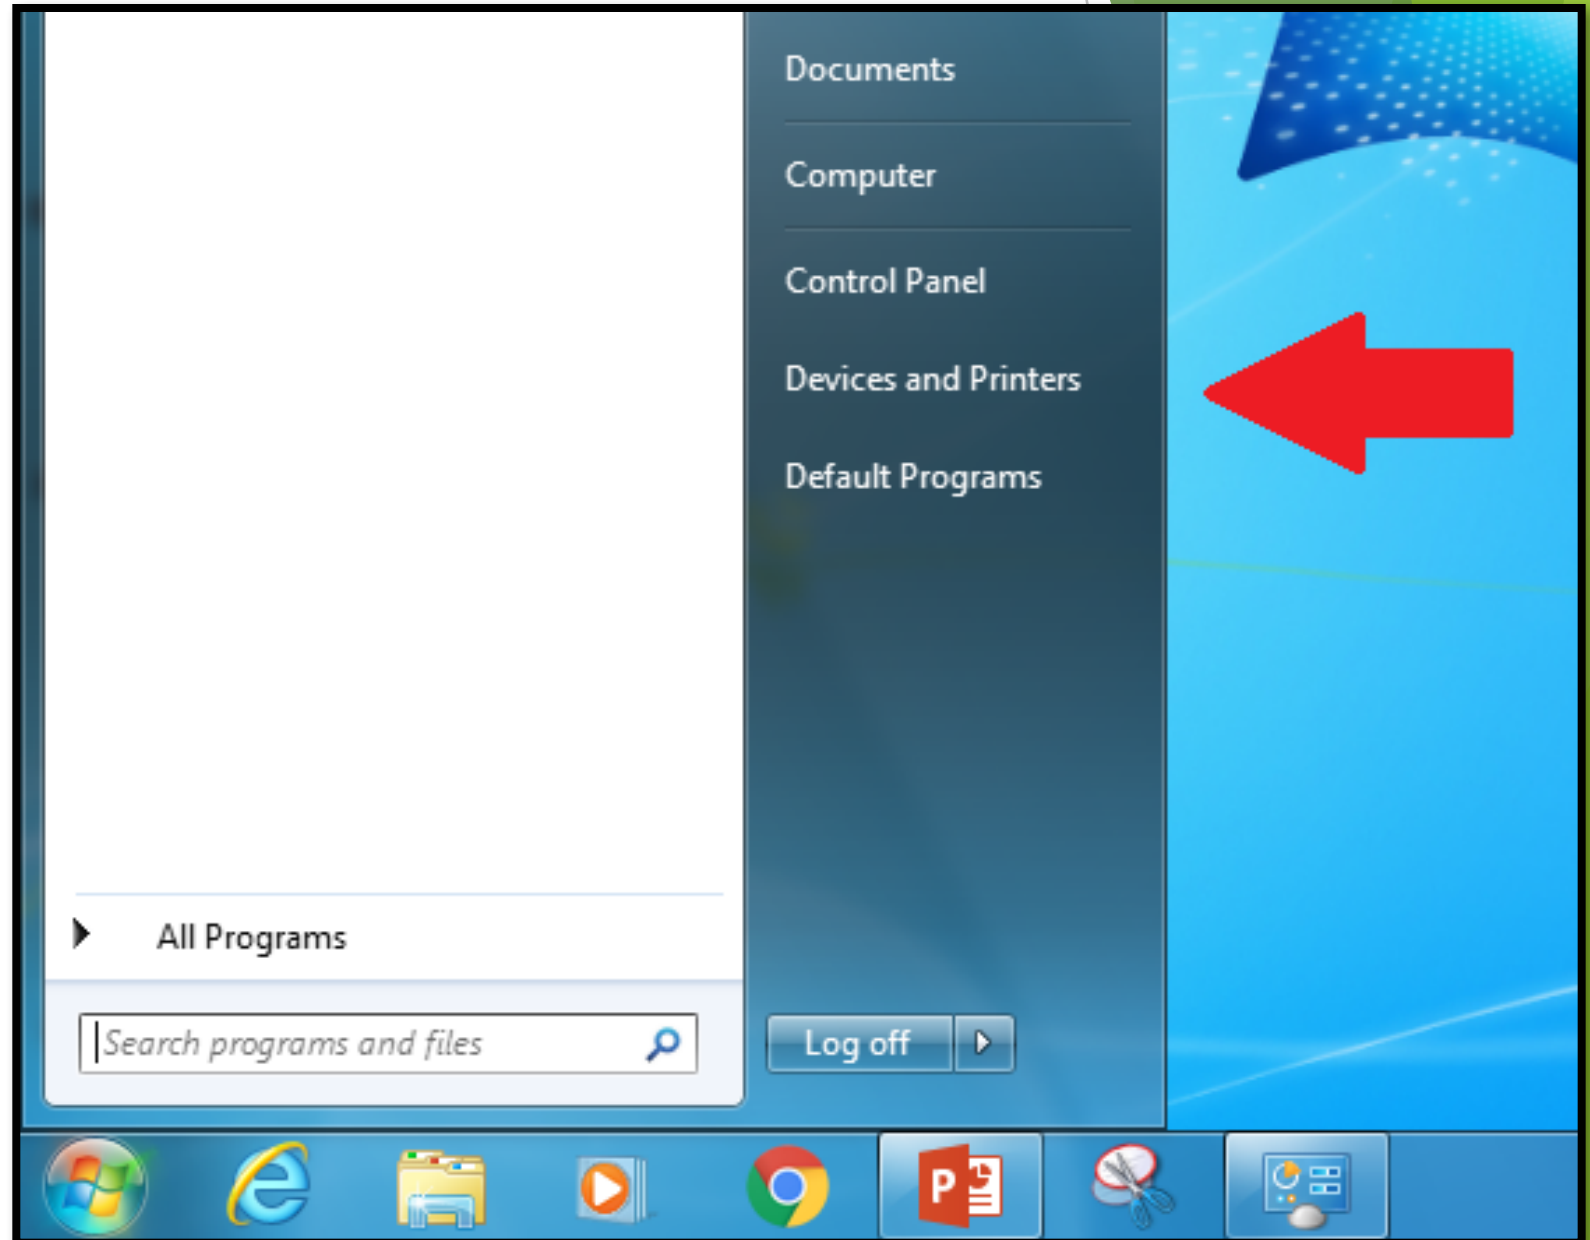 Documents
Computer
Control Panel
Devices and Printers
Default Programs
All Programs
Search programs and files
Log off
P